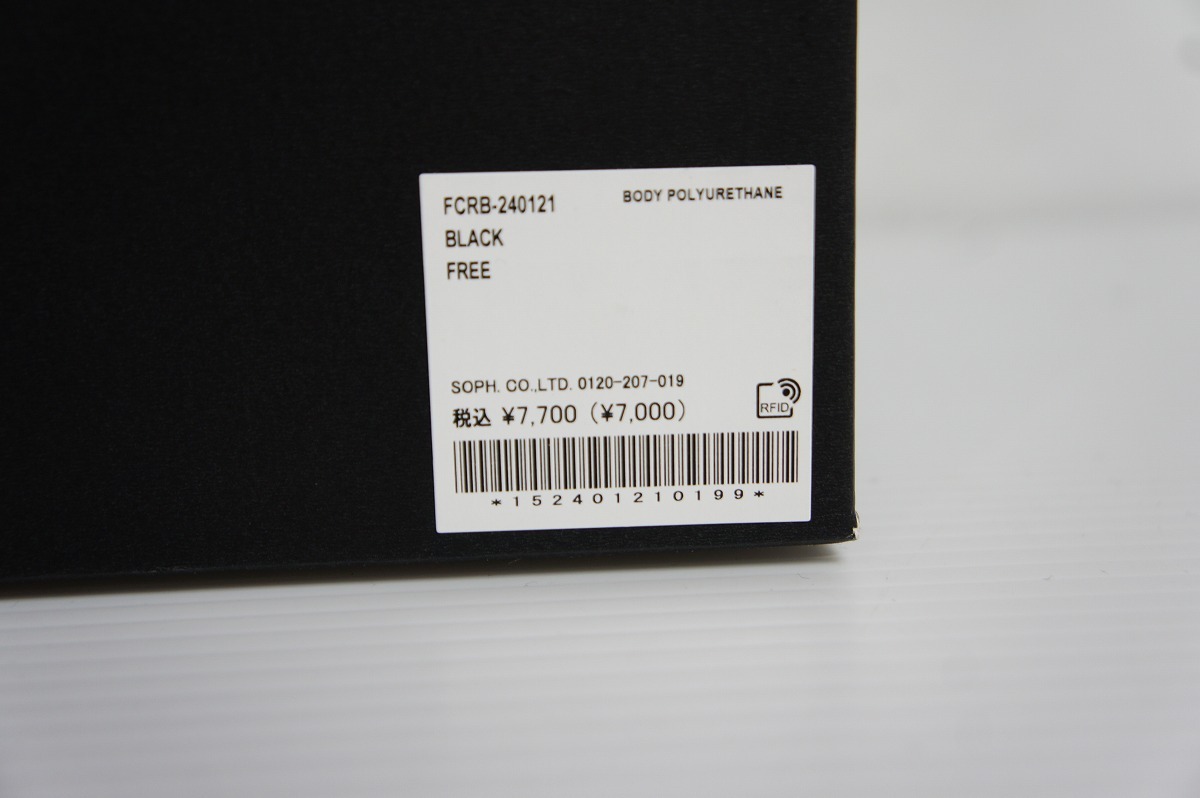 FCRB-240121
BODY POLYURETHANE
BLACK
FREE
SOPH. CO.,LTD. 0120-207-019
税込 ¥7,700 (¥7,000)
RFID
*152401210199*